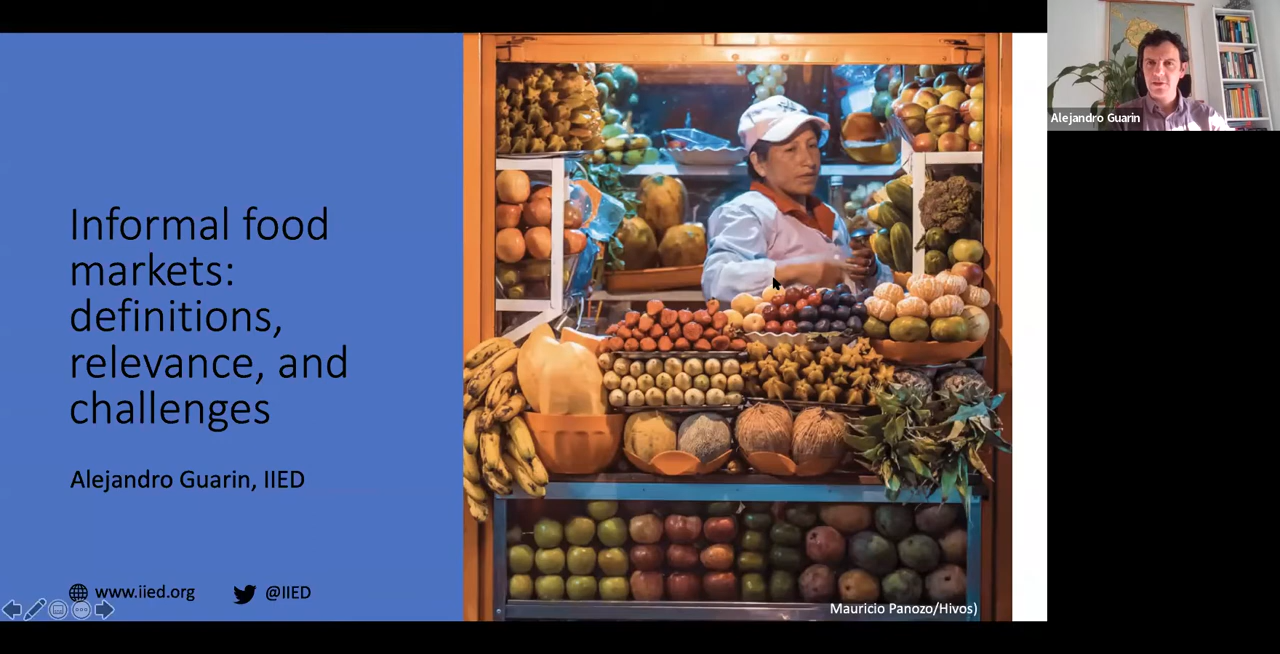 Informal food
markets:
definitions,
relevance, and
challenges
Alejandro Guarin, IIED
www.iied.org
@IIED
Mauricio Panozo/Hivos)
Alejandro Guarin